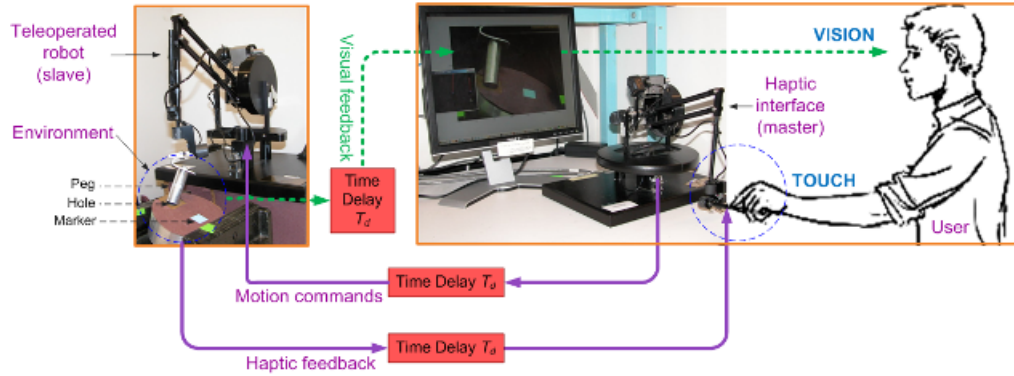 Teleoperated
robot
(slave)
Environment
Peg
Hole
Marker
Visual feedback
Time
Delay
T_d
VISION
Haptic
interface
(master)
TOUCH
User
Time Delay T_d
Motion commands
Time Delay T_d
Haptic feedback